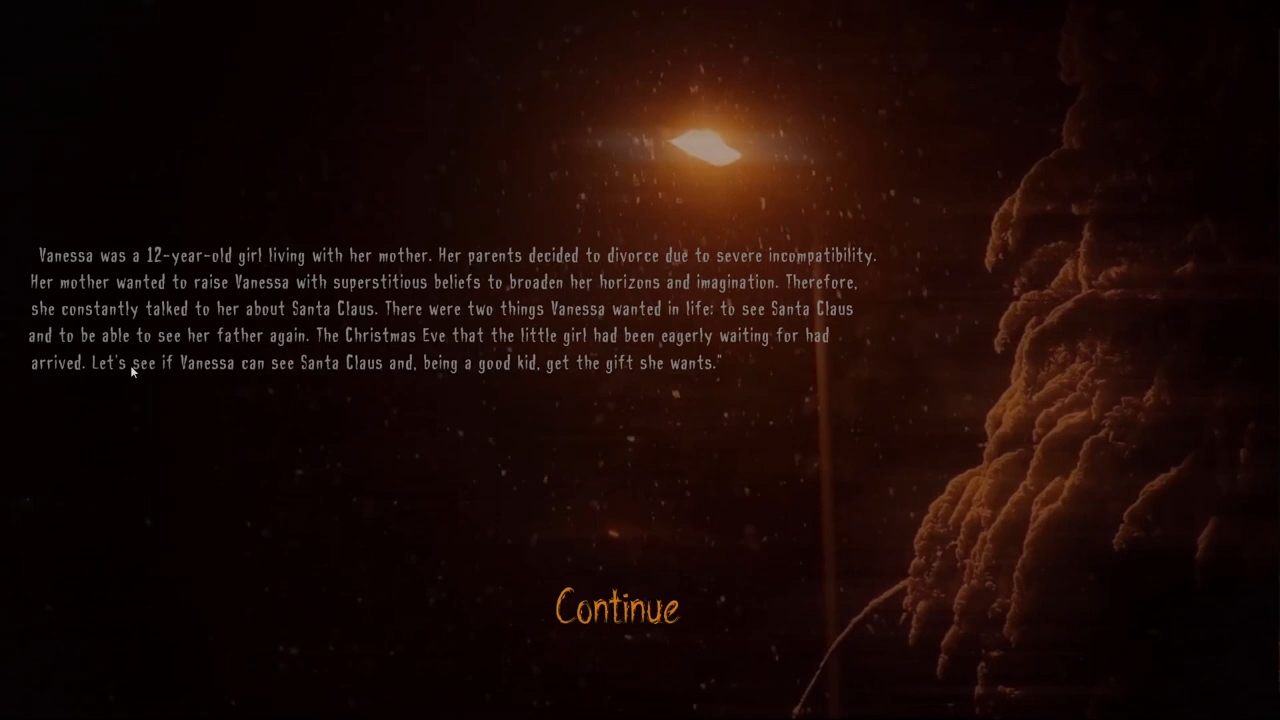 Vanessa was a 12-year-old girl living with her mother. Her parents decided to divorce due to severe incompatibility.
Her mother wanted to raise Vanessa with superstitious beliefs to broaden her horizons and imagination. Therefore,
she constantly talked to her about Santa Claus. There were two things Vanessa wanted in life: to see Santa Claus
and to be able to see her father again. The Christmas Eve that the little girl had been eagerly waiting for had
arrived. Let's see if Vanessa can see Santa Claus and, being a good kid, get the gift she wants."
Continue